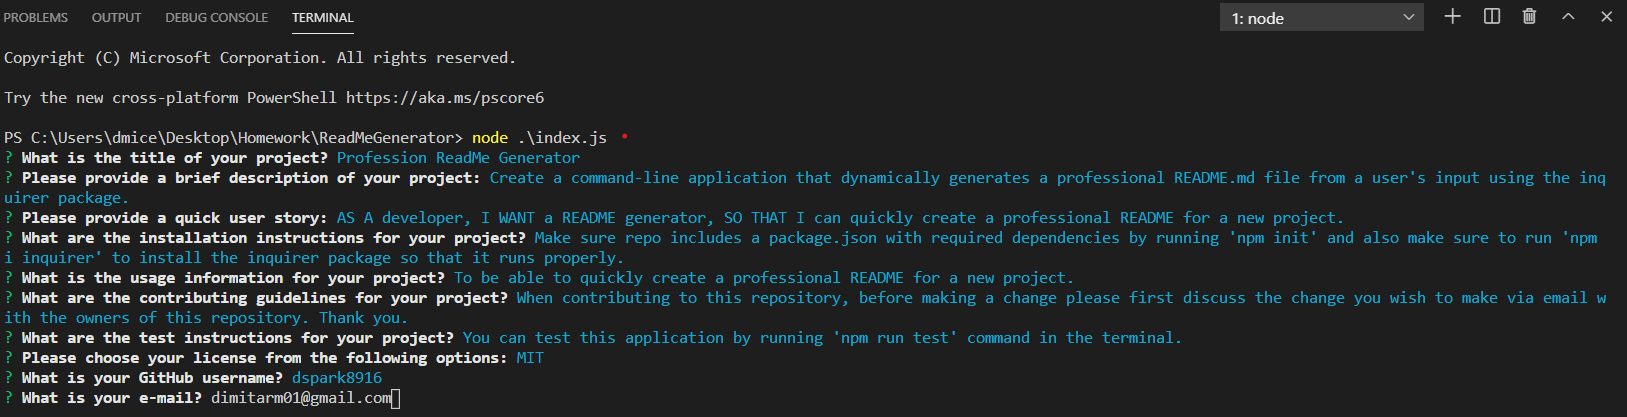 PROBLEMS OUTPUT DEBUG CONSOLE TERMINAL 1: node
Copyright (C) Microsoft Corporation. All rights reserved.
Try the new cross-platform PowerShell https://aka.ms/pscore6
PS C:\Users\dmice\Desktop\Homework\ReadMeGenerator> node .\index.js
? What is the title of your project? Profession ReadMe Generator
? Please provide a brief description of your project: Create a command-line application that dynamically generates a professional README.md file from a user's input using the inq
uirer package.
? Please provide a quick user story: AS A developer, I WANT a README generator, SO THAT I can quickly create a professional README for a new project.
? What are the installation instructions for your project? Make sure repo includes a package.json with required dependencies by running 'npm init' and also make sure to run 'npm
i inquirer' to install the inquirer package so that it runs properly.
? What is the usage information for your project? To be able to quickly create a professional README for a new project.
? What are the contributing guidelines for your project? When contributing to this repository, before making a change please first discuss the change you wish to make via email w
ith the owners of this repository. Thank you.
? What are the test instructions for your project? You can test this application by running 'npm run test' command in the terminal.
? Please choose your license from the following options: MIT
? What is your GitHub username? dspark8916
? What is your e-mail? dimitarm01@gmail.com